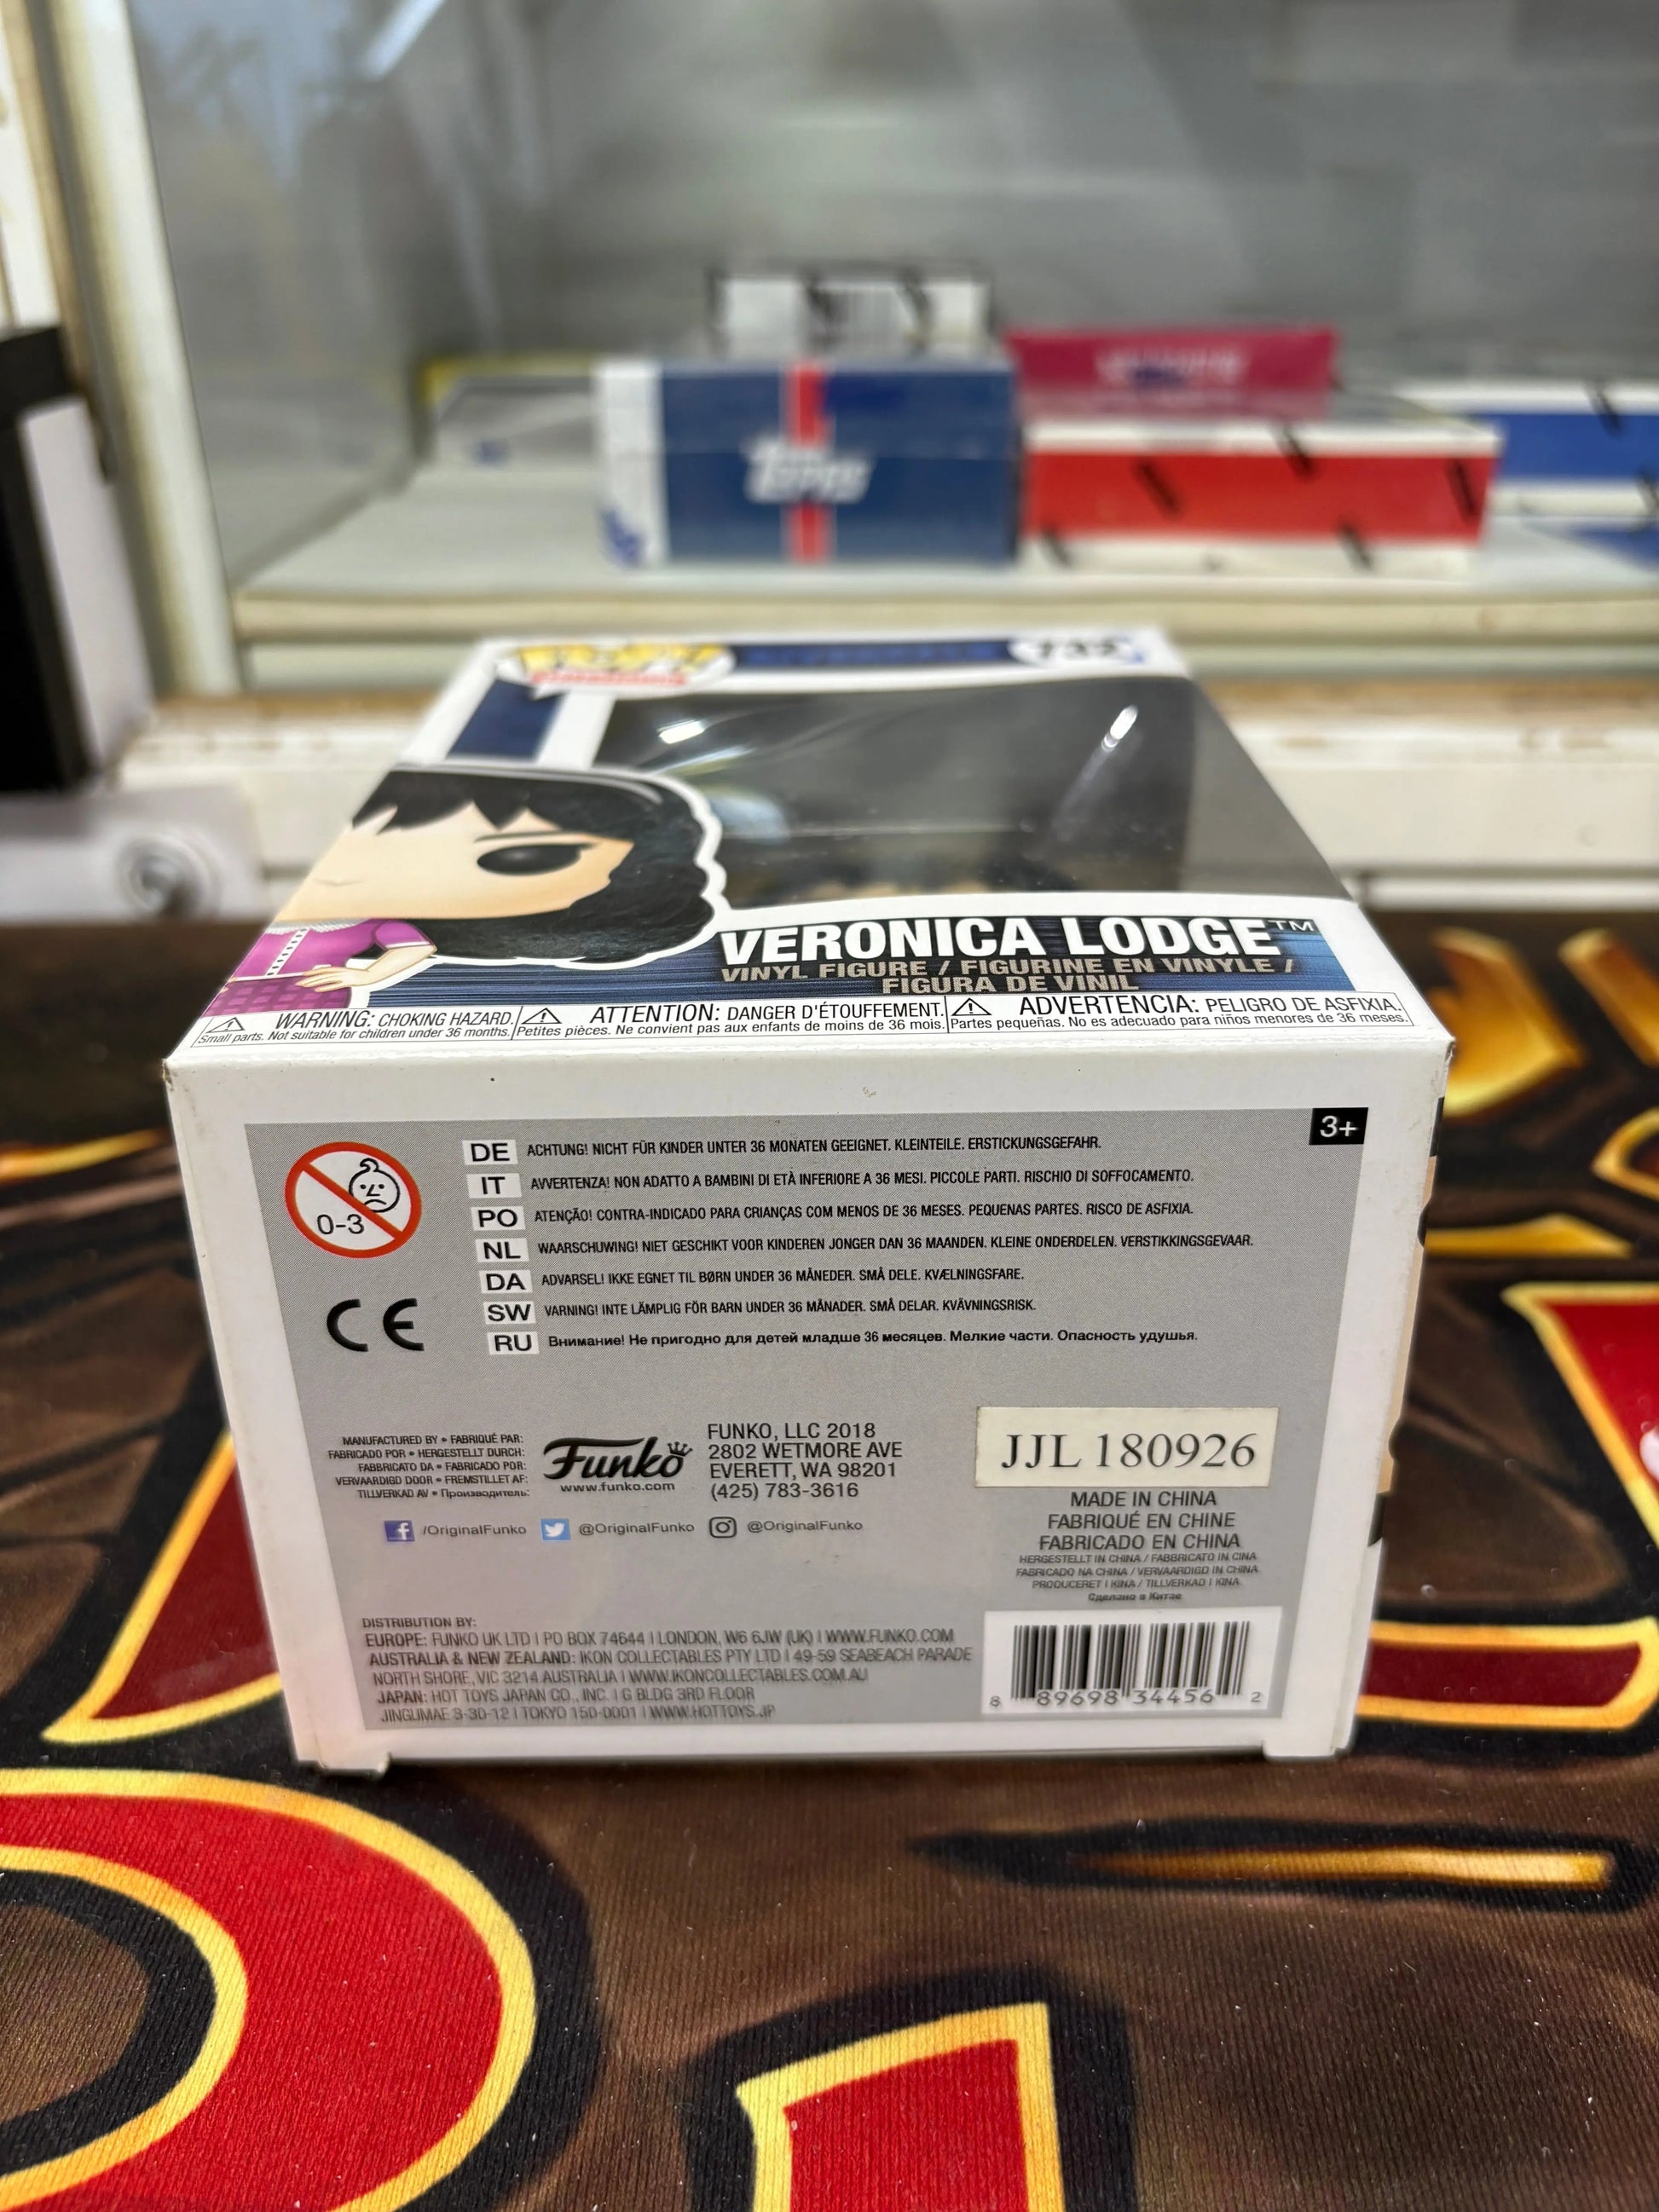 TOPPS
POP!
732
VERONICA LODGE™
VINYL FIGURE / FIGURINE EN VINYLE /
FIGURA DE VINIL
WARNING: CHOKING HAZARD.
Small parts. Not suitable for children under 36 months.
ATTENTION: DANGER D'ÉTOUFFEMENT.
Petites pièces. Ne convient pas aux enfants de moins de 36 mois.
ADVERTENCIA: PELIGRO DE ASFIXIA.
Partes pequeñas. No es adecuado para niños menores de 36 meses.
3+
0-3
DE ACHTUNG! NICHT FÜR KINDER UNTER 36 MONATEN GEEIGNET. KLEINTEILE. ERSTICKUNGSGEFAHR.
IT AVVERTENZA! NON ADATTO A BAMBINI DI ETÀ INFERIORE A 36 MESI. PICCOLE PARTI. RISCHIO DI SOFFOCAMENTO.
PO ATENÇÃO! CONTRA-INDICADO PARA CRIANÇAS COM MENOS DE 36 MESES. PEQUENAS PARTES. RISCO DE ASFIXIA.
NL WAARSCHUWING! NIET GESCHIKT VOOR KINDEREN JONGER DAN 36 MAANDEN. KLEINE ONDERDELEN. VERSTIKKINGSGEVAAR.
DA ADVARSEL! IKKE EGNET TIL BØRN UNDER 36 MÅNEDER. SMÅ DELE. KVÆLNINGSFARE.
SW VARNING! INTE LÄMPLIG FÖR BARN UNDER 36 MÅNADER. SMÅ DELAR. KVÄVNINGSRISK.
RU Внимание! Не пригодно для детей младше 36 месяцев. Мелкие части. Опасность удушья.
CE
MANUFACTURED BY • FABRIQUÉ PAR:
FABRICADO POR • HERGESTELLT DURCH:
FABBRICATO DA • FABRICADO POR:
VERVAARDIGD DOOR • FREMSTILLET AF:
TILLVERKAD AV • Производитель:
Funko
www.funko.com
FUNKO, LLC 2018
2802 WETMORE AVE
EVERETT, WA 98201
(425) 783-3616
/OriginalFunko @OriginalFunko @OriginalFunko
JJL 180926
MADE IN CHINA
FABRIQUÉ EN CHINE
FABRICADO EN CHINA
HERGESTELLT IN CHINA / FABBRICATO IN CINA
FABRICADO NA CHINA / VERVAARDIGD IN CHINA
PRODUCERET I KINA / TILLVERKAD I KINA
Сделано в Китае
DISTRIBUTION BY:
EUROPE: FUNKO UK LTD | PO BOX 74644 | LONDON, W6 6JW (UK) | WWW.FUNKO.COM
AUSTRALIA & NEW ZEALAND: IKON COLLECTABLES PTY LTD | 49-59 SEABEACH PARADE
NORTH SHORE, VIC 3214 AUSTRALIA | WWW.IKONCOLLECTABLES.COM.AU
JAPAN: HOT TOYS JAPAN CO., INC. | G BLDG 3RD FLOOR
JINGUMAE 3-30-12 | TOKYO 150-0001 | WWW.HOTTOYS.JP
8 89698 34456 2